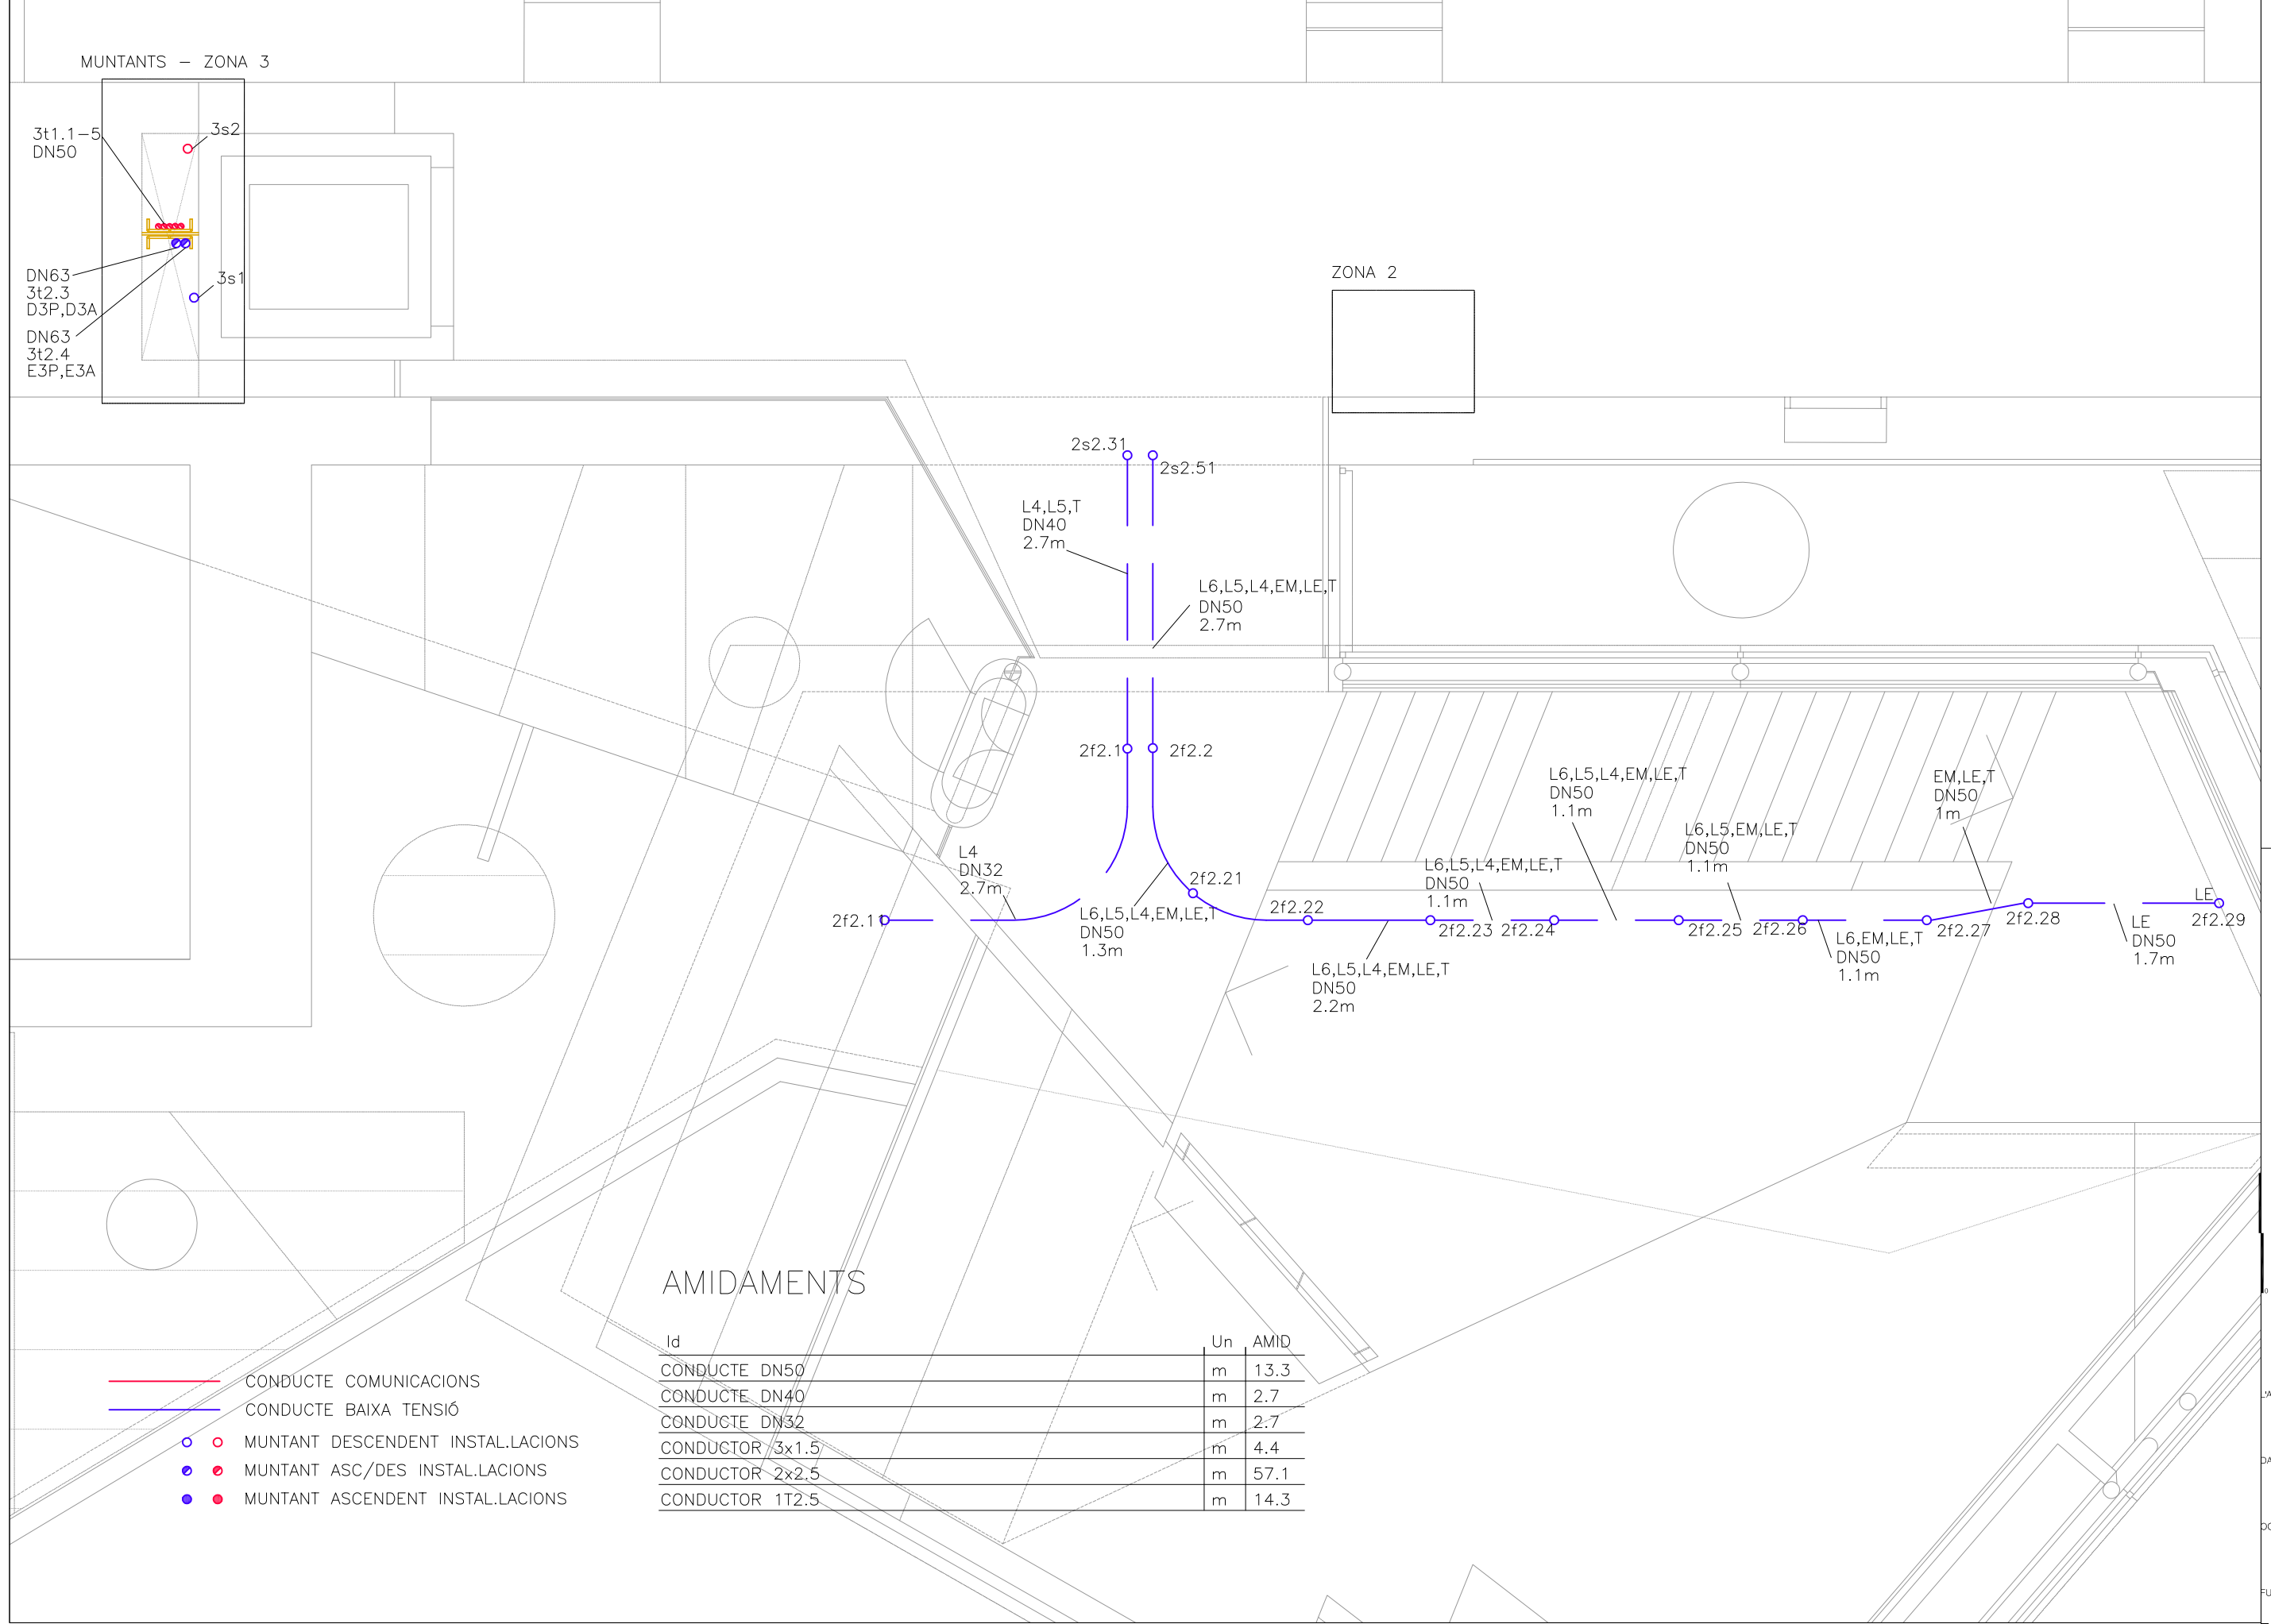 MUNTANTS - ZONA 3
3t1.1-5
DN50
3s2
3s1
DN63
3t2.3
D3P,D3A
DN63
3t2.4
E3P,E3A
ZONA 2
2s2.31
2s2.51
L4,L5,T
DN40
2.7m
L6,L5,L4,EM,LE,T
DN50
2.7m
2f2.1
2f2.2
L4
DN32
2.7m
2f2.11
2f2.21
L6,L5,L4,EM,LE,T
DN50
1.3m
2f2.22
L6,L5,L4,EM,LE,T
DN50
2.2m
L6,L5,L4,EM,LE,T
DN50
1.1m
2f2.23
2f2.24
L6,L5,L4,EM,LE,T
DN50
1.1m
L6,L5,EM,LE,T
DN50
1.1m
2f2.25
2f2.26
L6,EM,LE,T
DN50
1.1m
EM,LE,T
DN50
1m
2f2.27
2f2.28
LE
DN50
1.7m
LE
2f2.29
AMIDAMENTS
Id Un AMID
CONDUCTE DN50 m 13.3
CONDUCTE DN40 m 2.7
CONDUCTE DN32 m 2.7
CONDUCTOR 3x1.5 m 4.4
CONDUCTOR 2x2.5 m 57.1
CONDUCTOR 1T2.5 m 14.3
CONDUCTE COMUNICACIONS
CONDUCTE BAIXA TENSIÓ
MUNTANT DESCENDENT INSTAL.LACIONS
MUNTANT ASC/DES INSTAL.LACIONS
MUNTANT ASCENDENT INSTAL.LACIONS